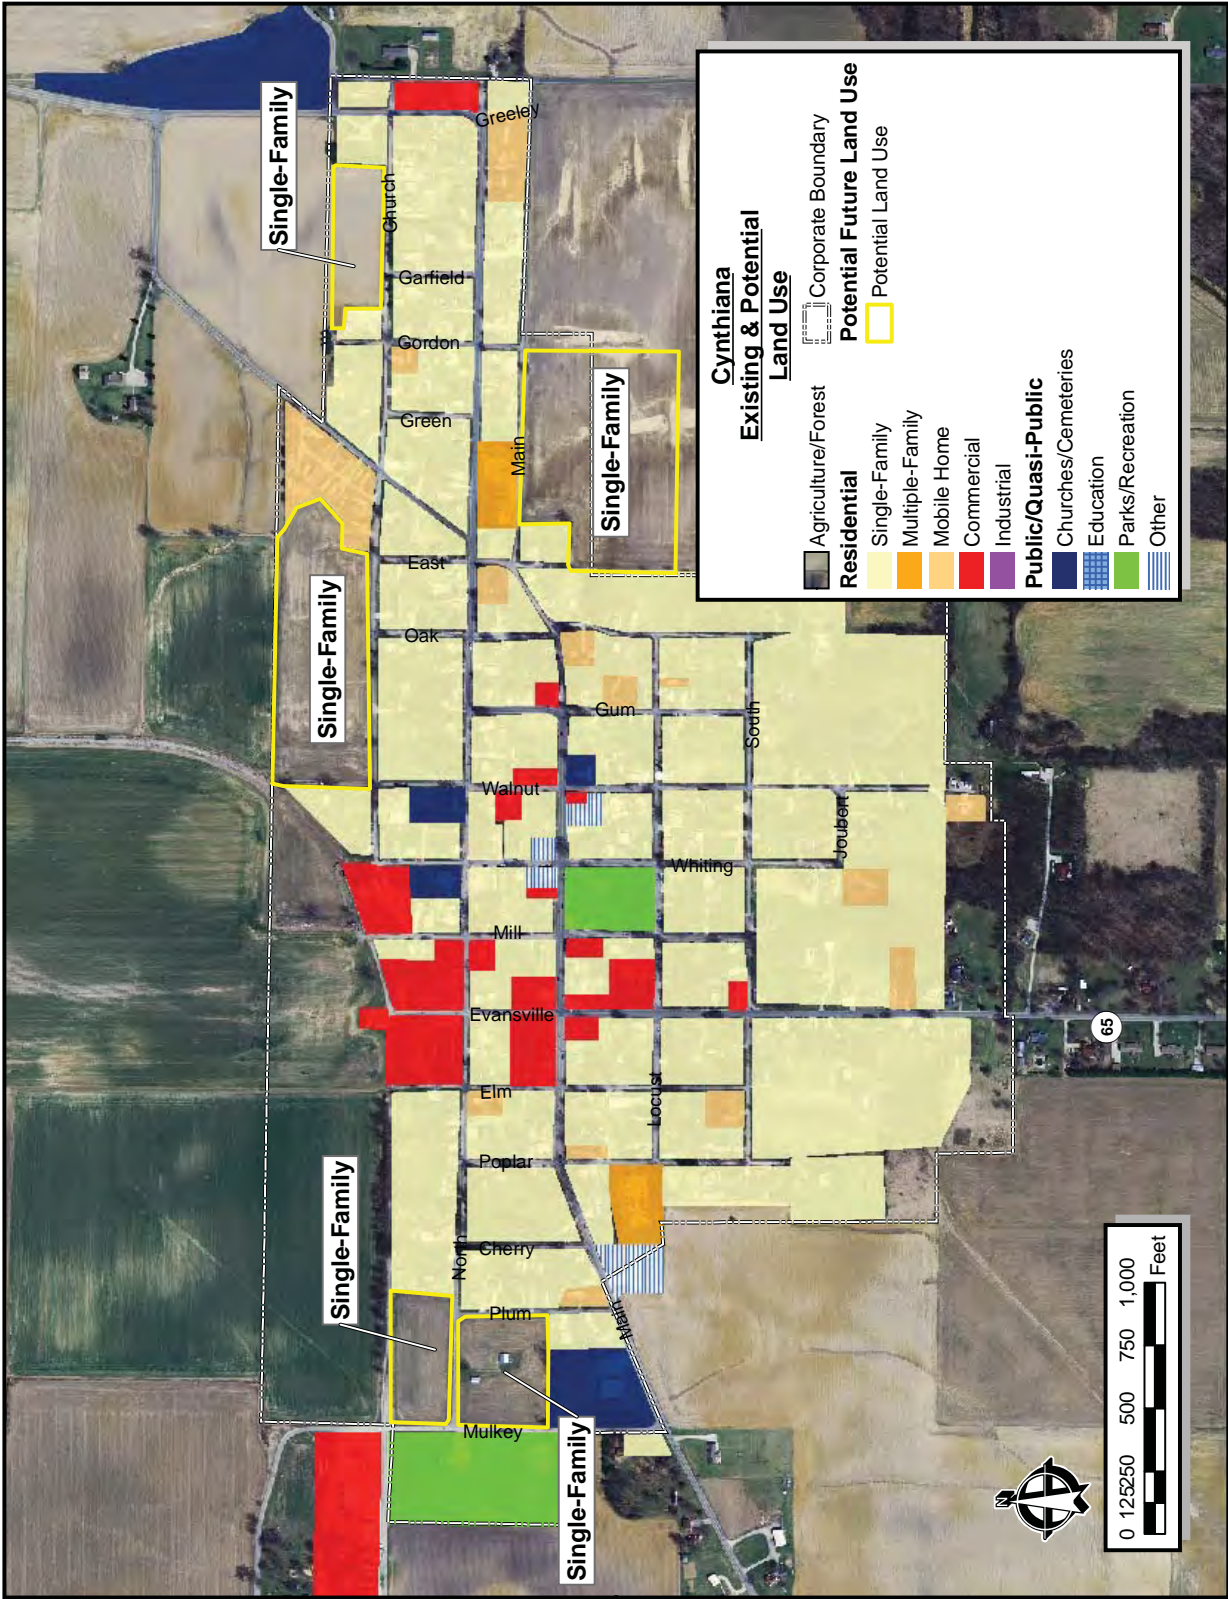 Cynthiana
Existing & Potential
Land Use
Agriculture/Forest
Residential
Single-Family
Multiple-Family
Mobile Home
Commercial
Industrial
Public/Quasi-Public
Churches/Cemeteries
Education
Parks/Recreation
Other
Corporate Boundary
Potential Future Land Use
Potential Land Use
Single-Family
Single-Family
Single-Family
Single-Family
Single-Family
Greeley
Church
Garfield
Gordon
Green
Main
East
Oak
Gum
South
Walnut
Joubert
Whiting
Mill
Evansville
65
Elm
Locust
Poplar
North
Cherry
Plum
Main
Mulkey
N
0 125250 500 750 1,000
Feet